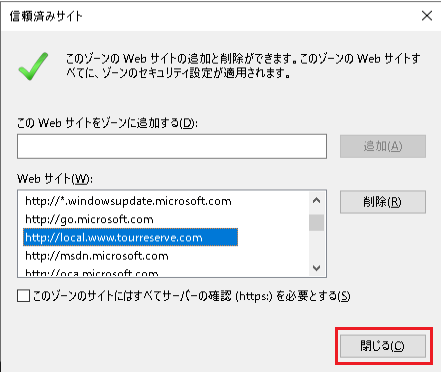 信頼済みサイト
このゾーンの Web サイトの追加と削除ができます。このゾーンの Web サイトす
べてに、ゾーンのセキュリティ設定が適用されます。
この Web サイトをゾーンに追加する(D):
追加(A)
Web サイト(W):
http://*.windowsupdate.microsoft.com
http://go.microsoft.com
http://local.www.tourreserve.com
http://msdn.microsoft.com
http://oca.microsoft.com
削除(R)
このゾーンのサイトにはすべてサーバーの確認 (https:) を必要とする(S)
閉じる(C)